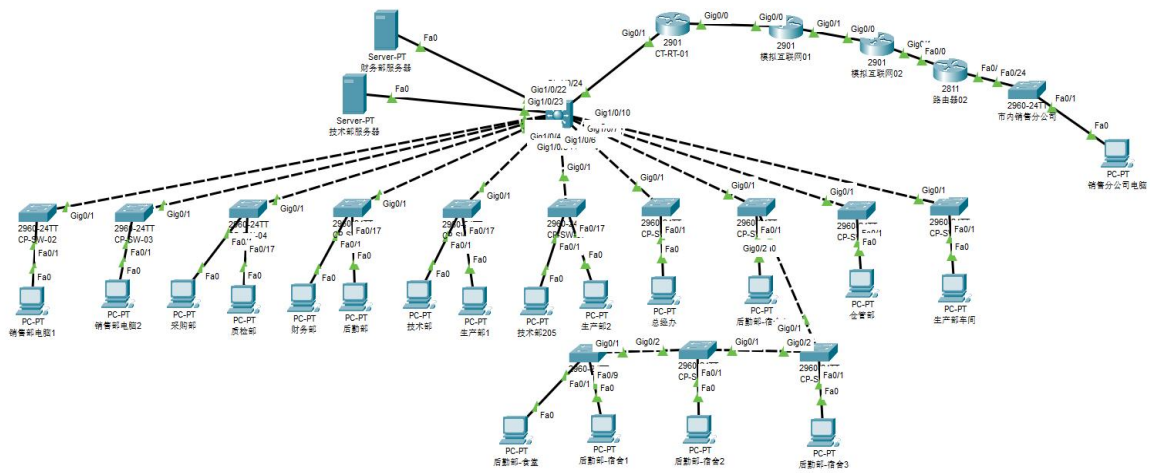 Server-PT
财务部服务器
Fa0
Server-PT
技术部服务器
Fa0
Gig1/0/22
Gig1/0/23
Gig1/0/10
Gig1/0/4
Gig1/0/6
Gig0/1
Gig0/0
2901
CT-RT-01
Gig0/0
Gig0/1
2901
模拟互联网01
2901
模拟互联网02
Fa0/0
2811
路由器02
Fa0/24
2960-24TT
市内销售分公司
Fa0/1
Fa0
PC-PT
销售分公司电脑
Gig0/1
2960-24TT
CP-SW-02
Fa0/1
Fa0
PC-PT
销售部电脑1
Gig0/1
2960-24TT
CP-SW-03
Fa0/1
Fa0
PC-PT
销售部电脑2
Gig0/1
2960-24TT
Fa0/17
Fa0
Fa0
PC-PT
采购部
PC-PT
质检部
Gig0/1
Fa0/17
Fa0
Fa0
PC-PT
财务部
PC-PT
后勤部
Gig0/1
Fa0/17
Fa0
Fa0
PC-PT
技术部
PC-PT
生产部1
Gig0/1
Fa0/17
Fa0
Fa0
PC-PT
技术部205
PC-PT
生产部2
Gig0/1
Fa0/1
Fa0
PC-PT
总经办
Gig0/1
Gig0/2
PC-PT
Gig0/1
Fa0
PC-PT
仓管部
Gig0/1
2960-24TT
Fa0/1
Fa0
PC-PT
生产部车间
Gig0/1
Gig0/2
Gig0/1
Gig0/2
Gig0/1
Fa0/1
Fa0/9
Fa0
Fa0
PC-PT
后勤部-食堂
PC-PT
后勤部-宿舍1
Fa0/1
Fa0
PC-PT
后勤部-宿舍2
Fa0/1
Fa0
PC-PT
后勤部-宿舍3